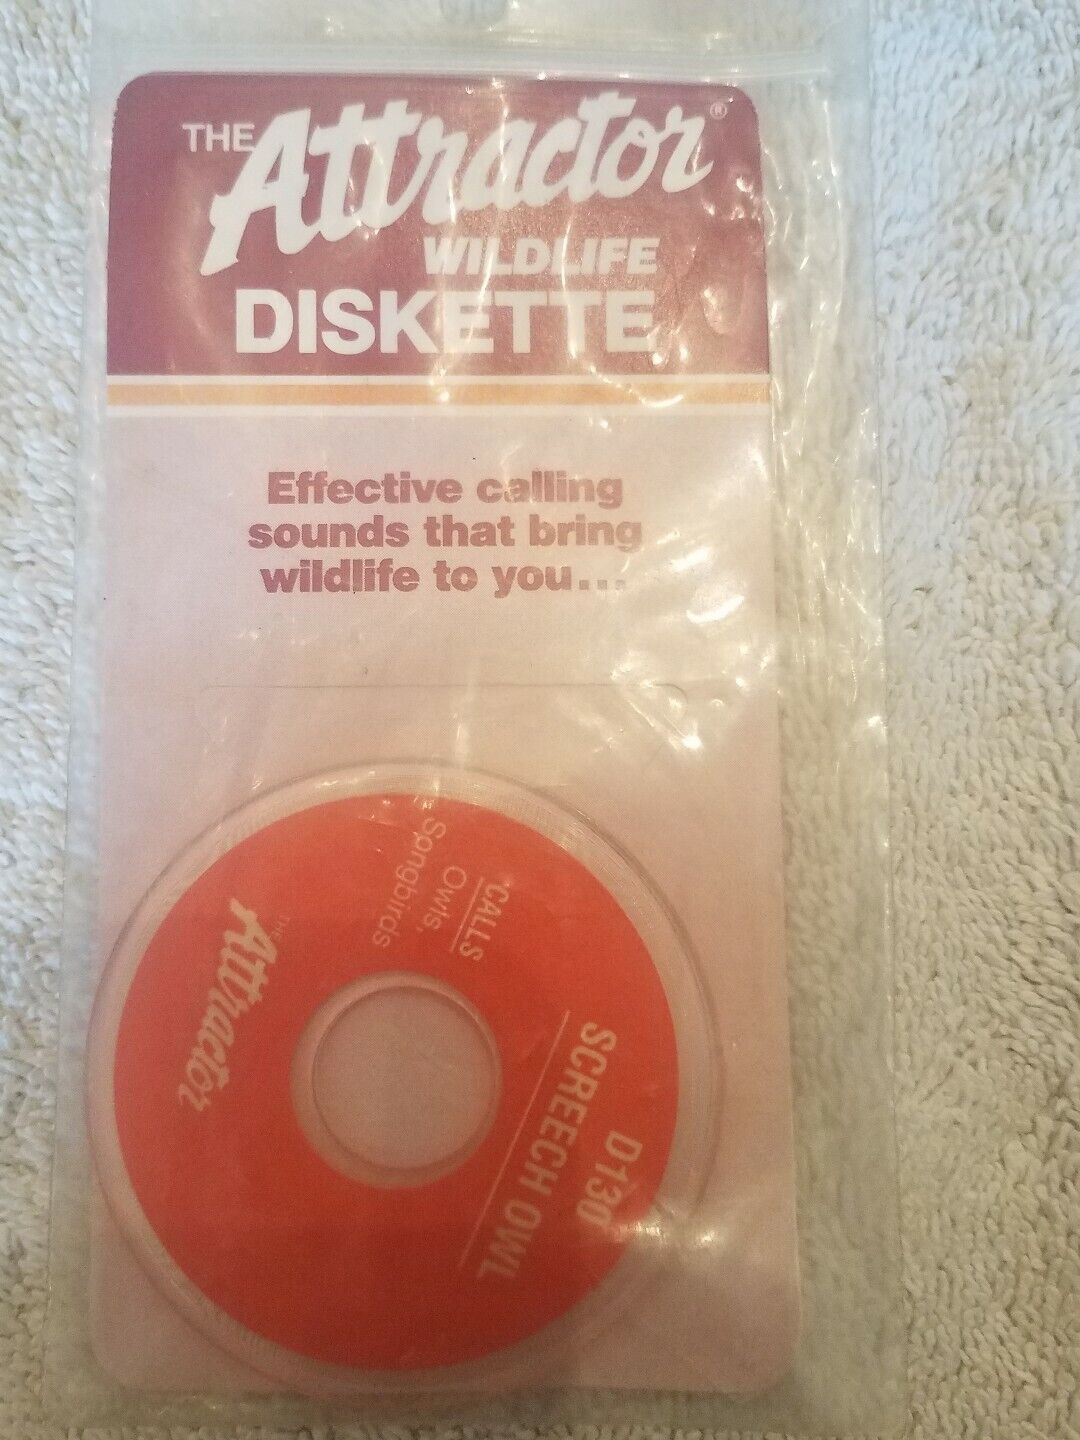 THE Attractor®
WILDLIFE
DISKETTE
Effective calling
sounds that bring
wildlife to you...
CALLS
Owls,
Songbirds
THE
Attractor
D130
SCREECH OWL